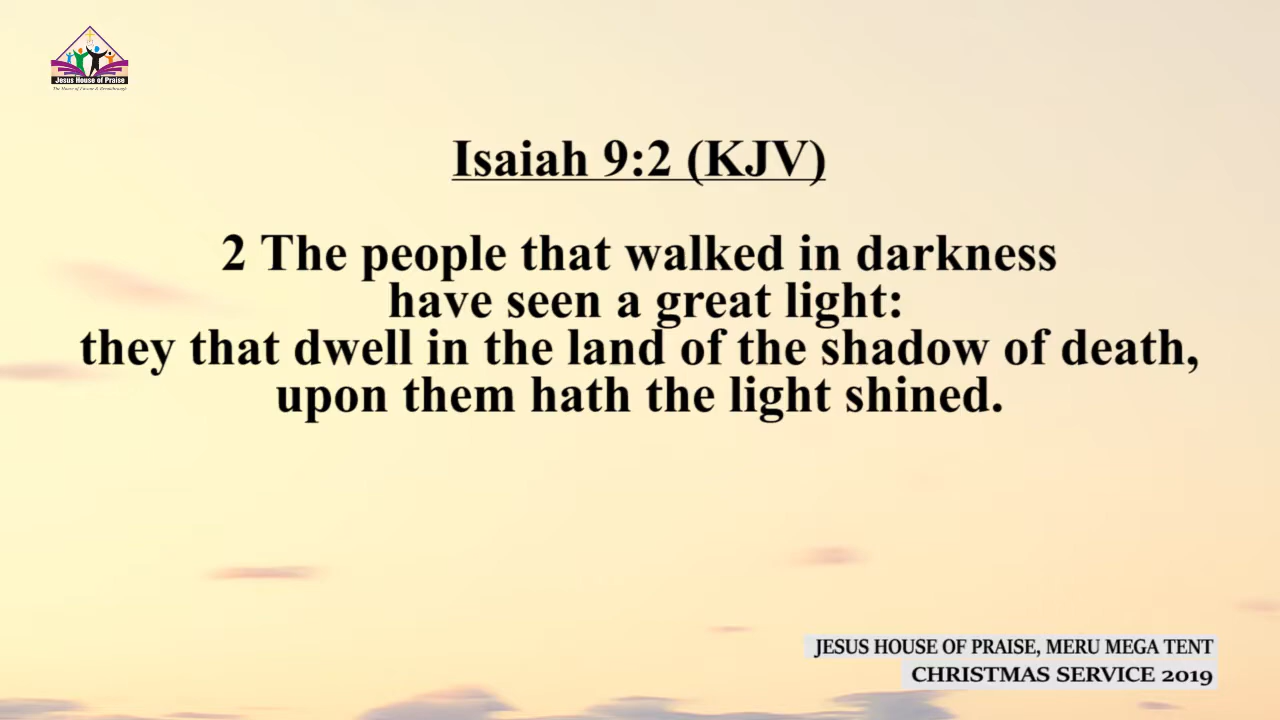 Jesus House of Praise
Isaiah 9:2 (KJV)
2 The people that walked in darkness
have seen a great light:
they that dwell in the land of the shadow of death,
upon them hath the light shined.
JESUS HOUSE OF PRAISE, MERU MEGA TENT
CHRISTMAS SERVICE 2019